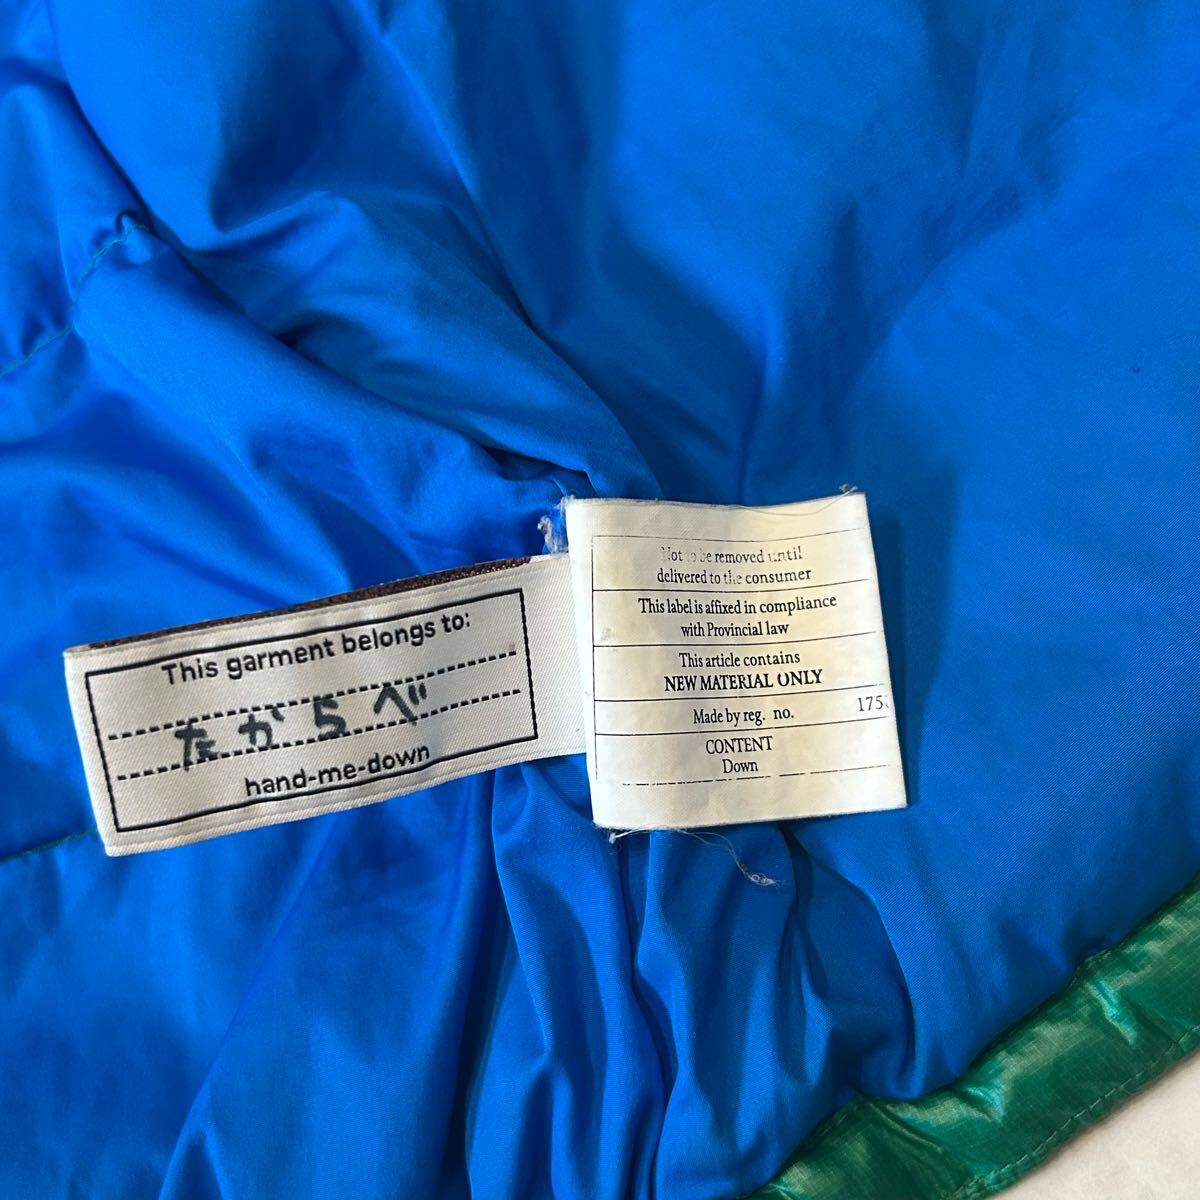 This garment belongs to:
たからべ
hand-me-down
Not to be removed until
delivered to the consumer
This label is affixed in compliance
with Provincial law
This article contains
NEW MATERIAL ONLY
Made by reg. no. 175
CONTENT
Down